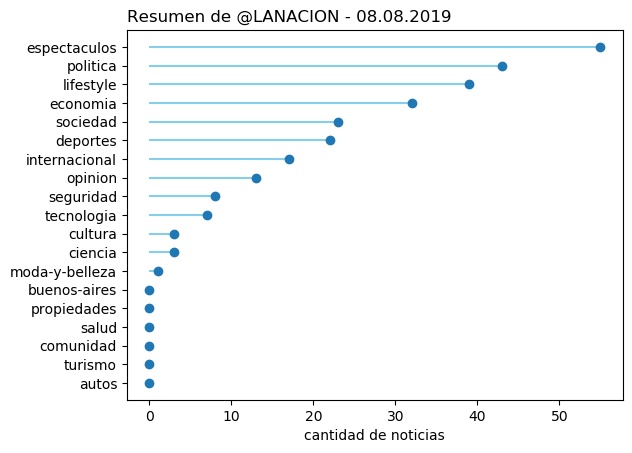 Resumen de @LANACION - 08.08.2019
espectaculos
politica
lifestyle
economia
sociedad
deportes
internacional
opinion
seguridad
tecnologia
cultura
ciencia
moda-y-belleza
buenos-aires
propiedades
salud
comunidad
turismo
autos
0 10 20 30 40 50
cantidad de noticias